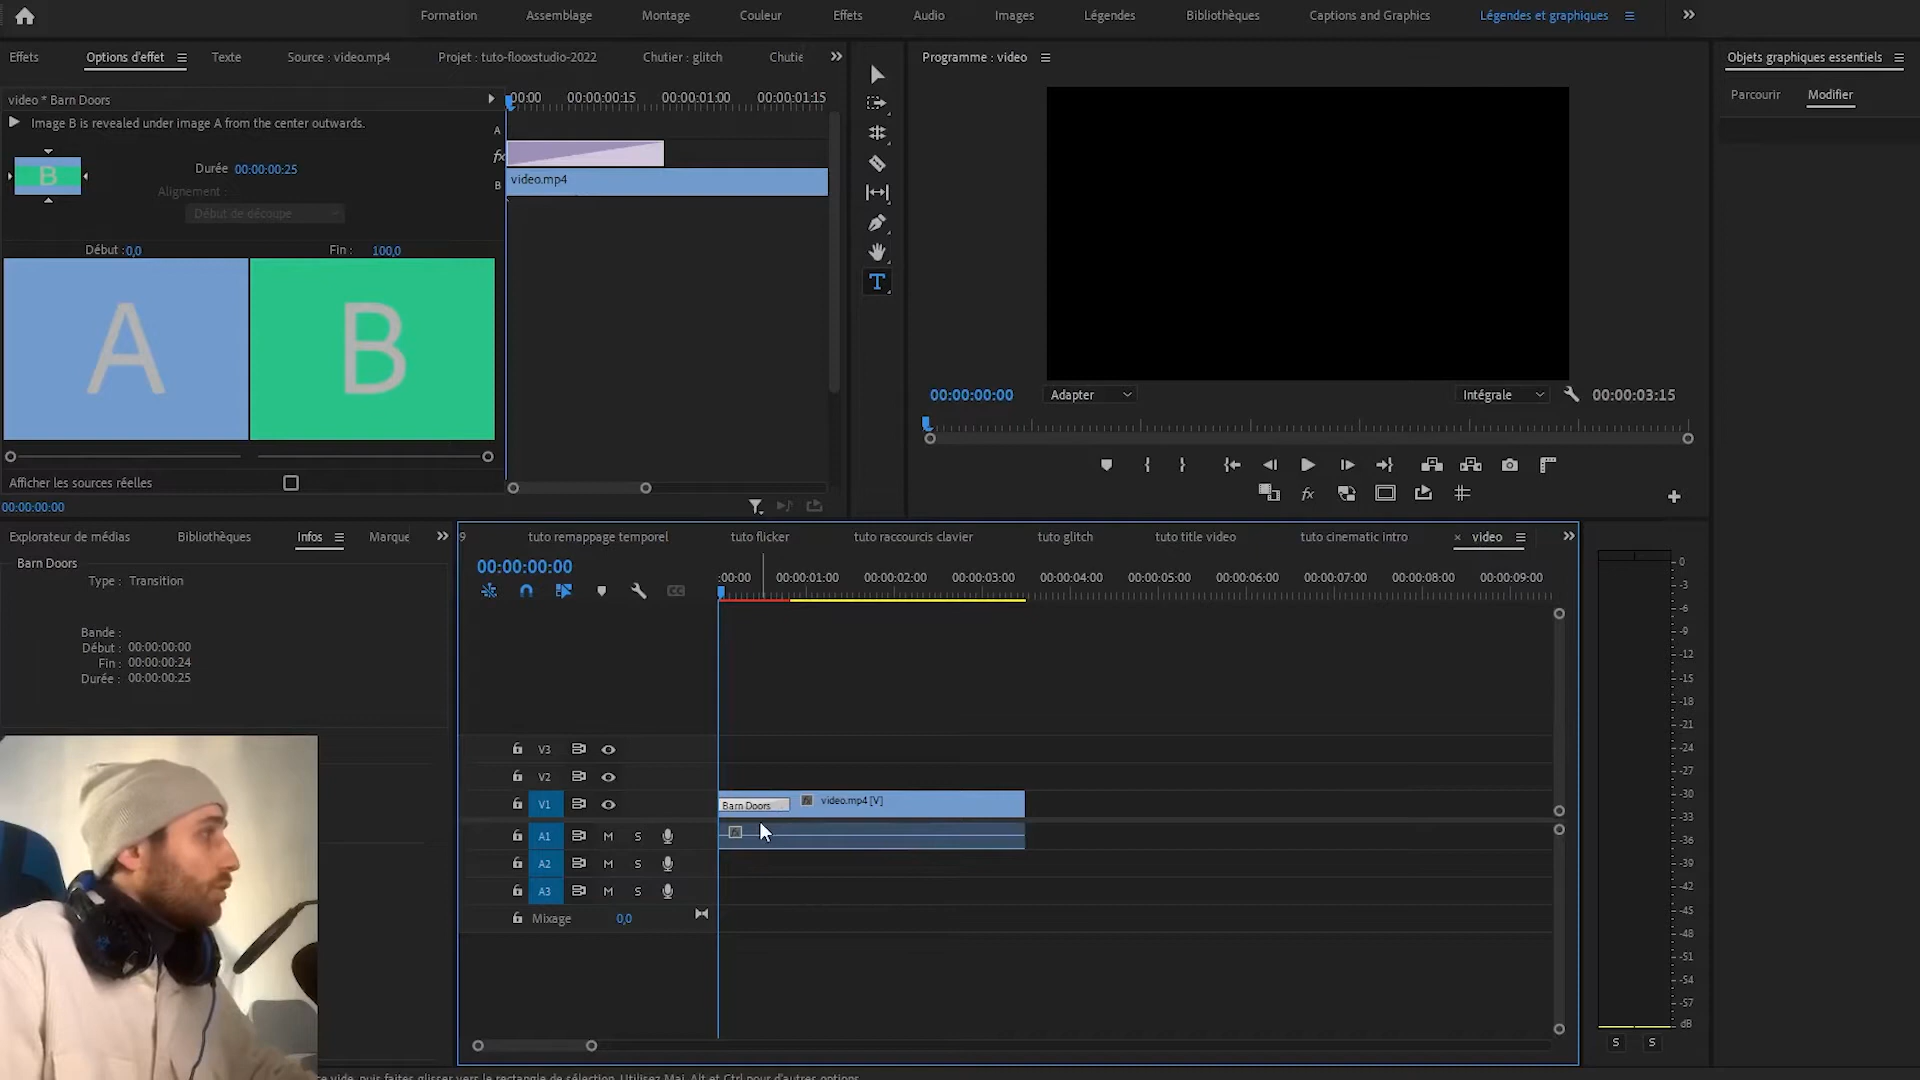 Formation Assemblage Montage Couleur Effets Audio Images Légendes Bibliothèques Captions and Graphics Légendes et graphiques
Effets Options d'effet Texte Source : video.mp4 Projet : tuto-flooxstudio-2022 Chutier : glitch Chutie
Programme : video
Objets graphiques essentiels
Parcourir Modifier
video * Barn Doors
:00:00 00:00:00:15 00:00:01:00 00:00:01:15
Image B is revealed under image A from the center outwards.
A
fx
B
video.mp4
B
Durée 00:00:00:25
Alignement :
Début de découpe
Début : 0,0 Fin : 100,0
A B
Afficher les sources réelles
00:00:00:00
T
00:00:00:00 Adapter Intégrale 00:00:03:15
fx
Explorateur de médias Bibliothèques Infos Marque
Barn Doors
Type : Transition
Bande :
Début : 00:00:00:00
Fin : 00:00:00:24
Durée : 00:00:00:25
9 tuto remappage temporel tuto flicker tuto raccourcis clavier tuto glitch tuto title video tuto cinematic intro × video
00:00:00:00
:00:00 00:00:01:00 00:00:02:00 00:00:03:00 00:00:04:00 00:00:05:00 00:00:06:00 00:00:07:00 00:00:08:00 00:00:09:00
V3
V2
V1 Barn Doors video.mp4 [V]
A1 M S
A2 M S
A3 M S
Mixage 0,0
0
-3
-6
-9
-12
-15
-18
-21
-24
-27
-30
-33
-36
-39
-42
-45
-48
-51
-54
-57
dB
S S
ce vide, puis faites glisser vers le rectangle de sélection. Utilisez Maj, Alt et Ctrl pour d'autres options.